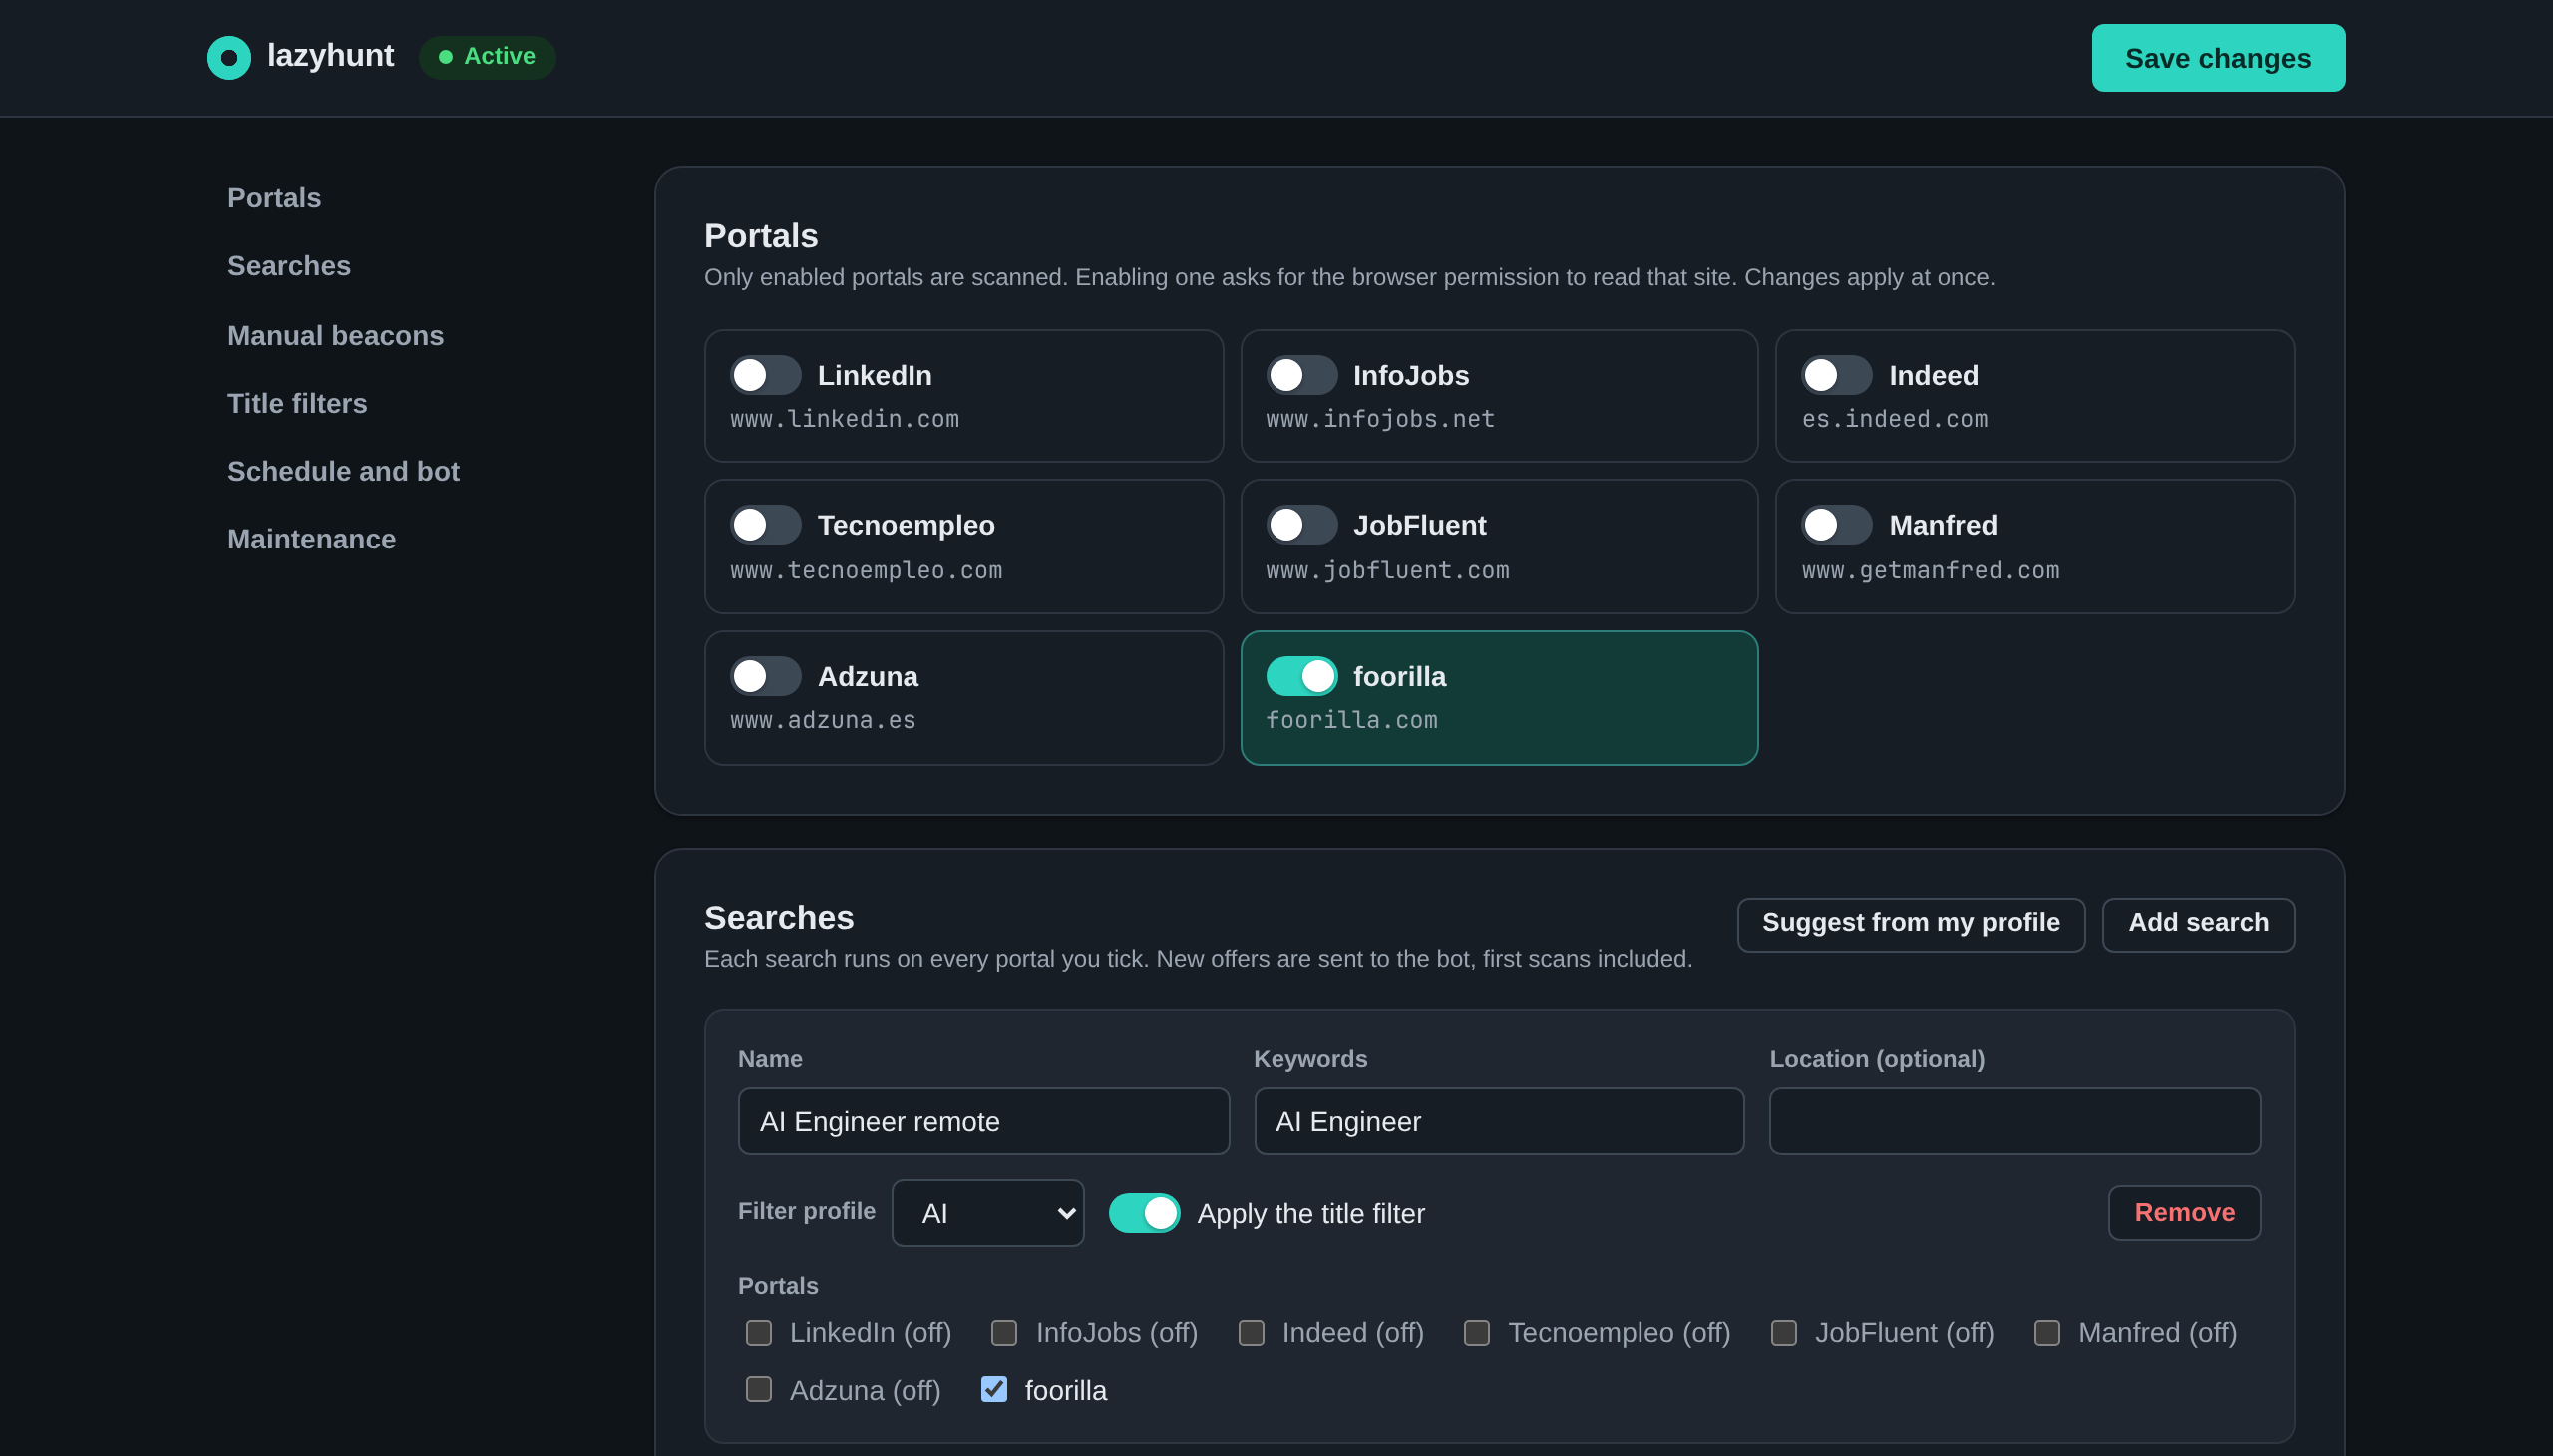 lazyhunt
Active
Save changes
Portals
Searches
Manual beacons
Title filters
Schedule and bot
Maintenance
Portals
Only enabled portals are scanned. Enabling one asks for the browser permission to read that site. Changes apply at once.
LinkedIn
www.linkedin.com
InfoJobs
www.infojobs.net
Indeed
es.indeed.com
Tecnoempleo
www.tecnoempleo.com
JobFluent
www.jobfluent.com
Manfred
www.getmanfred.com
Adzuna
www.adzuna.es
foorilla
foorilla.com
Searches
Each search runs on every portal you tick. New offers are sent to the bot, first scans included.
Suggest from my profile
Add search
Name
AI Engineer remote
Keywords
AI Engineer
Location (optional)
Filter profile
AI
Apply the title filter
Remove
Portals
LinkedIn (off) InfoJobs (off) Indeed (off) Tecnoempleo (off) JobFluent (off) Manfred (off)
Adzuna (off) foorilla